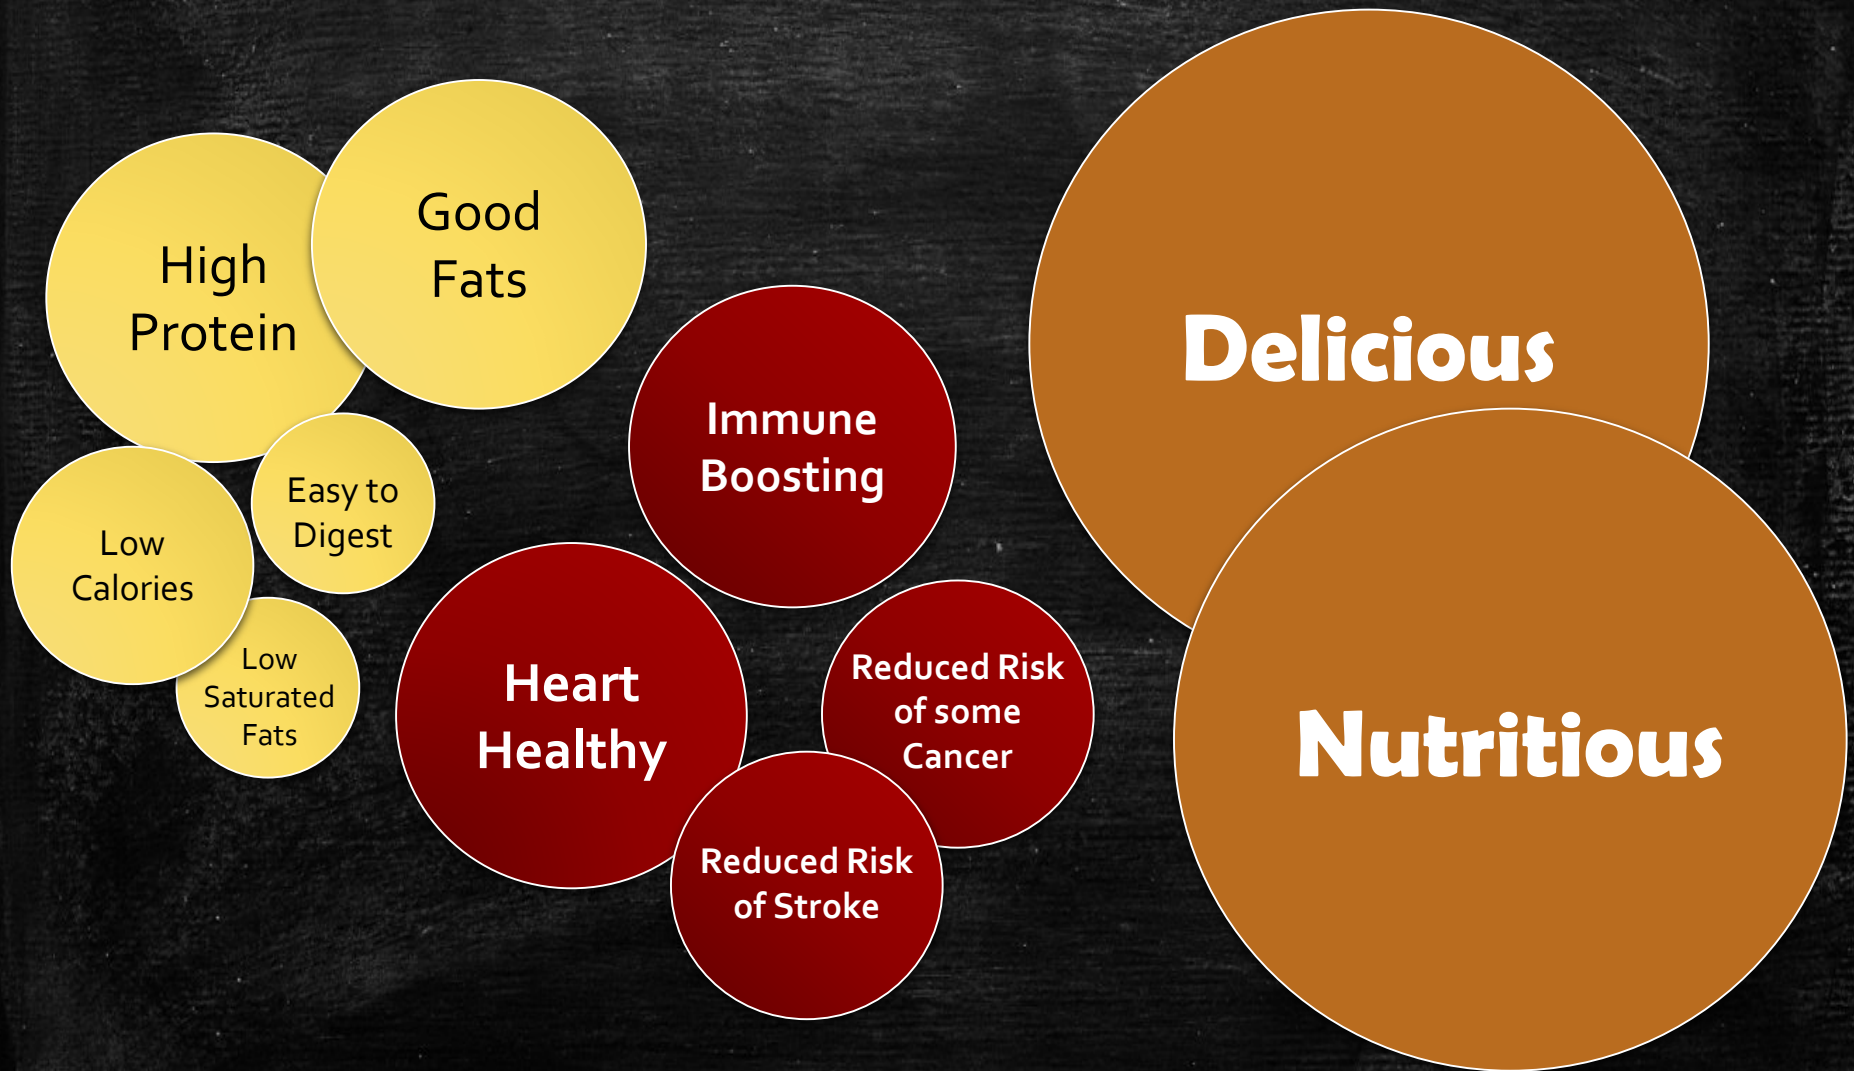 High
Protein
Good
Fats
Easy to
Digest
Low
Calories
Low
Saturated
Fats
Immune
Boosting
Heart
Healthy
Reduced Risk
of some
Cancer
Reduced Risk
of Stroke
Delicious
Nutritious